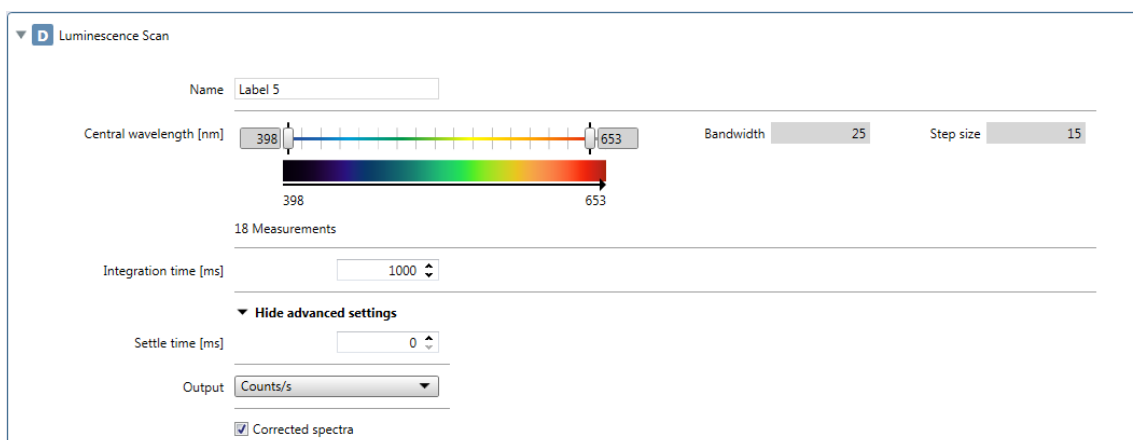 D Luminescence Scan
Name Label 5
Central wavelength [nm] 398 653 Bandwidth 25 Step size 15
398 653
18 Measurements
Integration time [ms] 1000
Hide advanced settings
Settle time [ms] 0
Output Counts/s
Corrected spectra